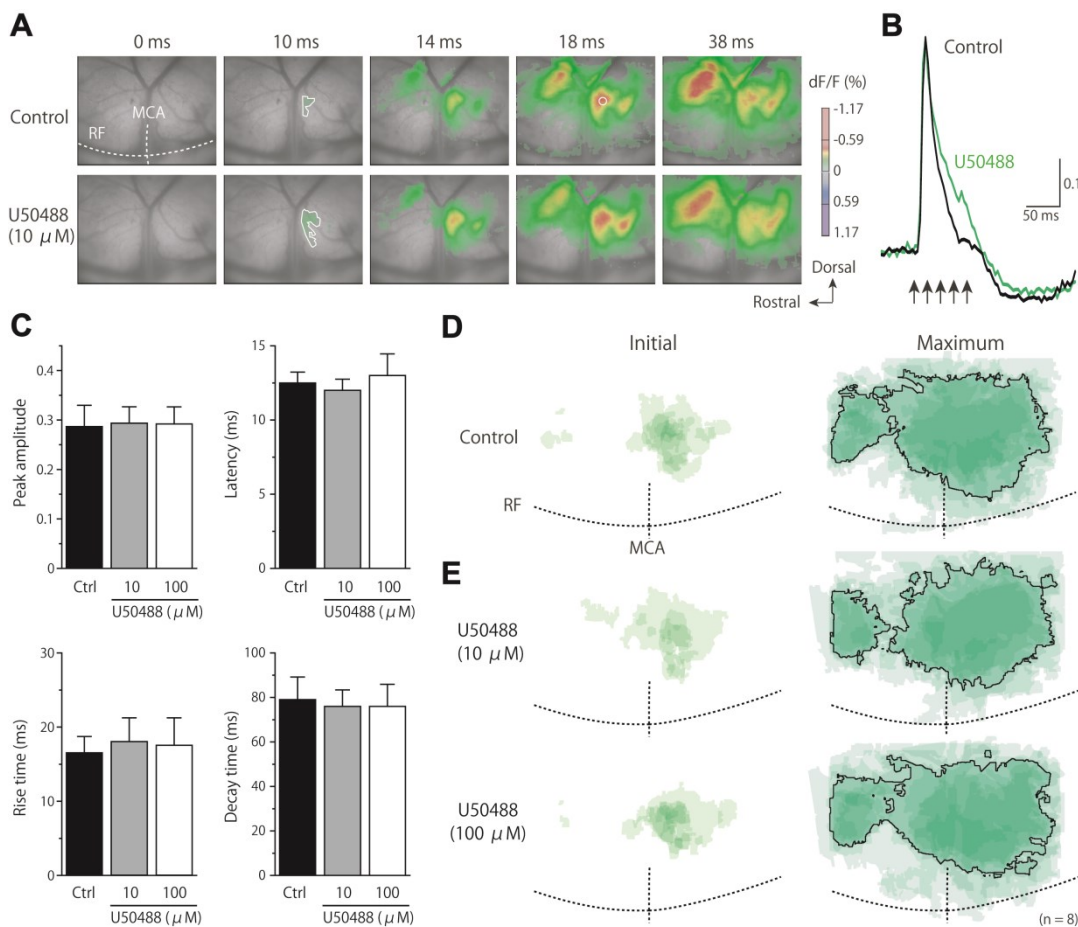 A
0 ms 10 ms 14 ms 18 ms 38 ms
Control
MCA
RF
U50488
(10 μM)
dF/F (%)
-1.17
-0.59
0
0.59
1.17
Dorsal
Rostral
B
Control
U50488
0.1
50 ms
C
Peak amplitude
0.4
0.3
0.2
0.1
0
Ctrl 10 100
U50488 (μM)
Latency (ms)
15
10
5
0
Ctrl 10 100
U50488 (μM)
Rise time (ms)
30
20
10
0
Ctrl 10 100
U50488 (μM)
Decay time (ms)
100
80
60
40
20
0
Ctrl 10 100
U50488 (μM)
D
Initial Maximum
Control
RF
MCA
E
U50488
(10 μM)
U50488
(100 μM)
(n = 8)